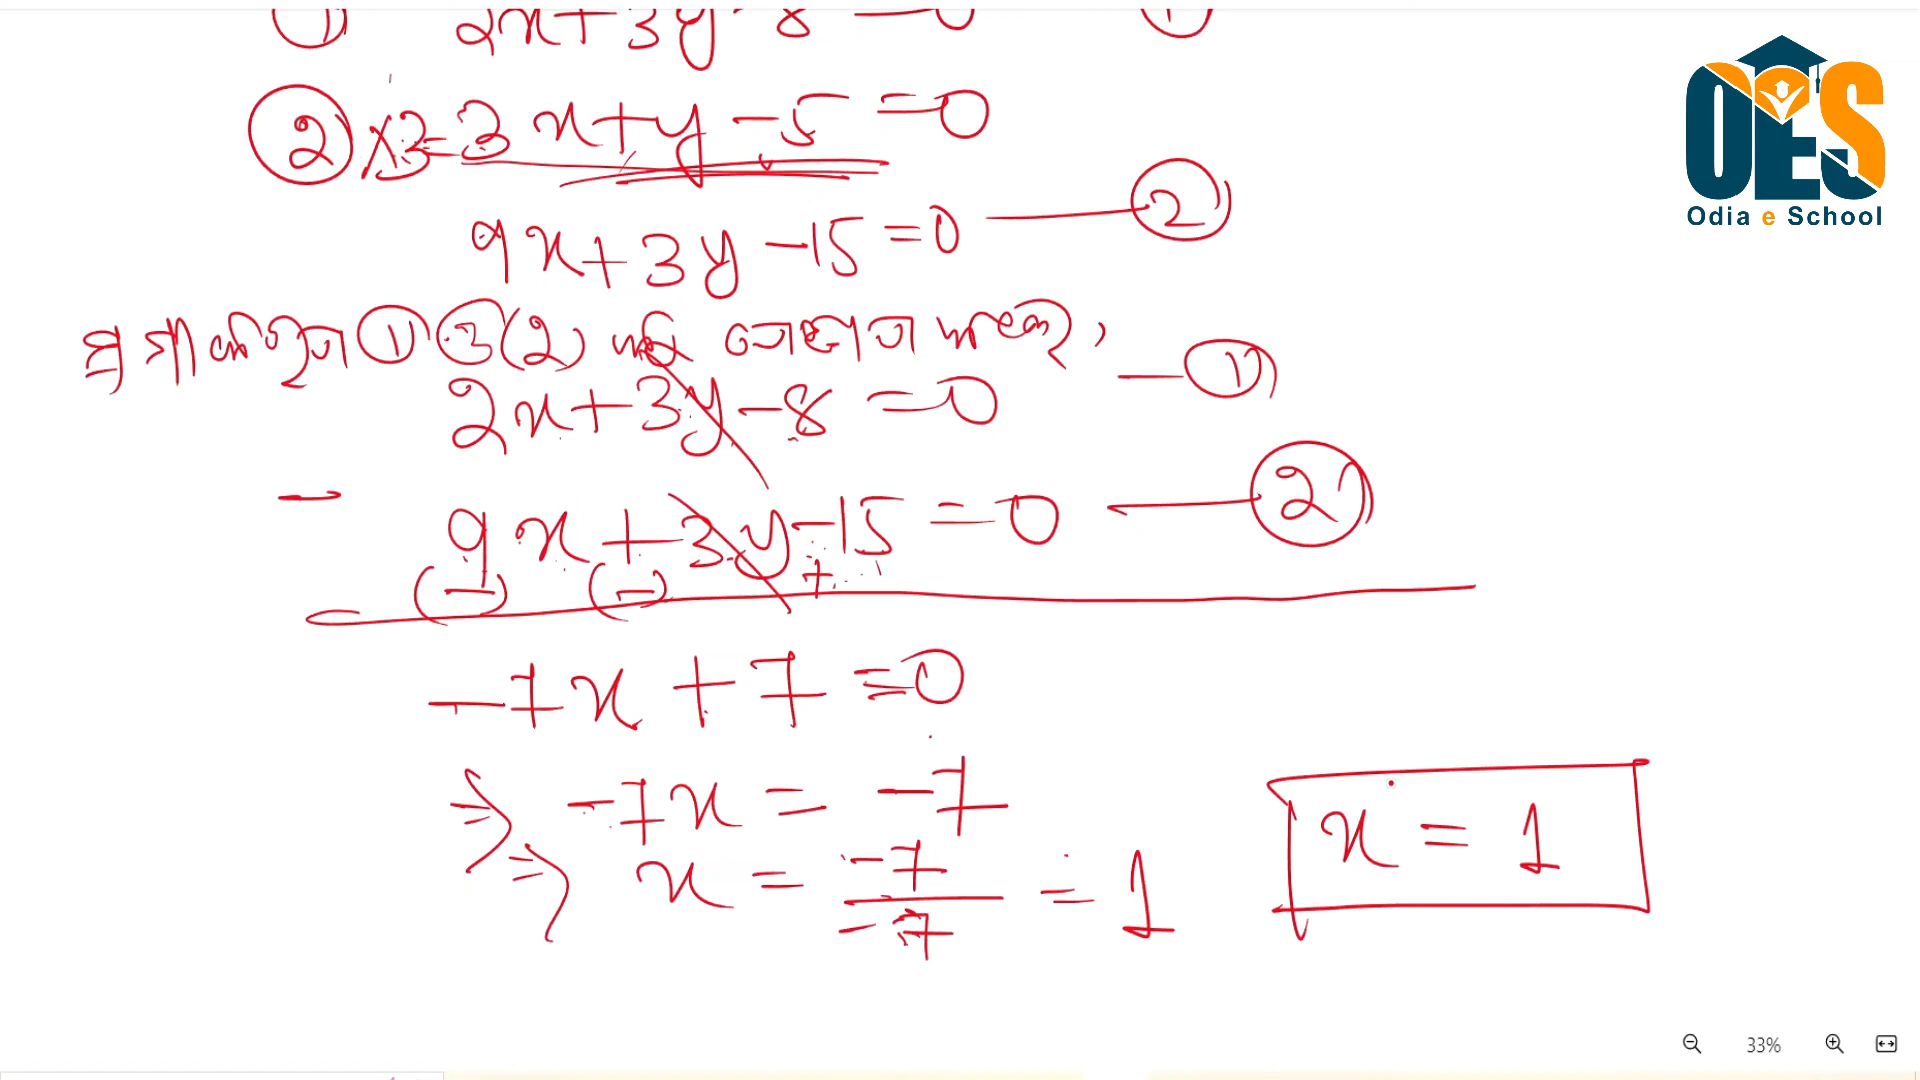 ① 2x+3y-8=0 ①
② ×3= 3x+y-5=0
9x+3y-15=0 — ②
① ② 
2x+3y-8=0 — ①
- 9x+3y-15=0 — ②
(-) (-) +
-7x+7=0
⇒ -7x = -7
⇒ x = -7/-7 = 1
x = 1
OES
Odia e School
33%